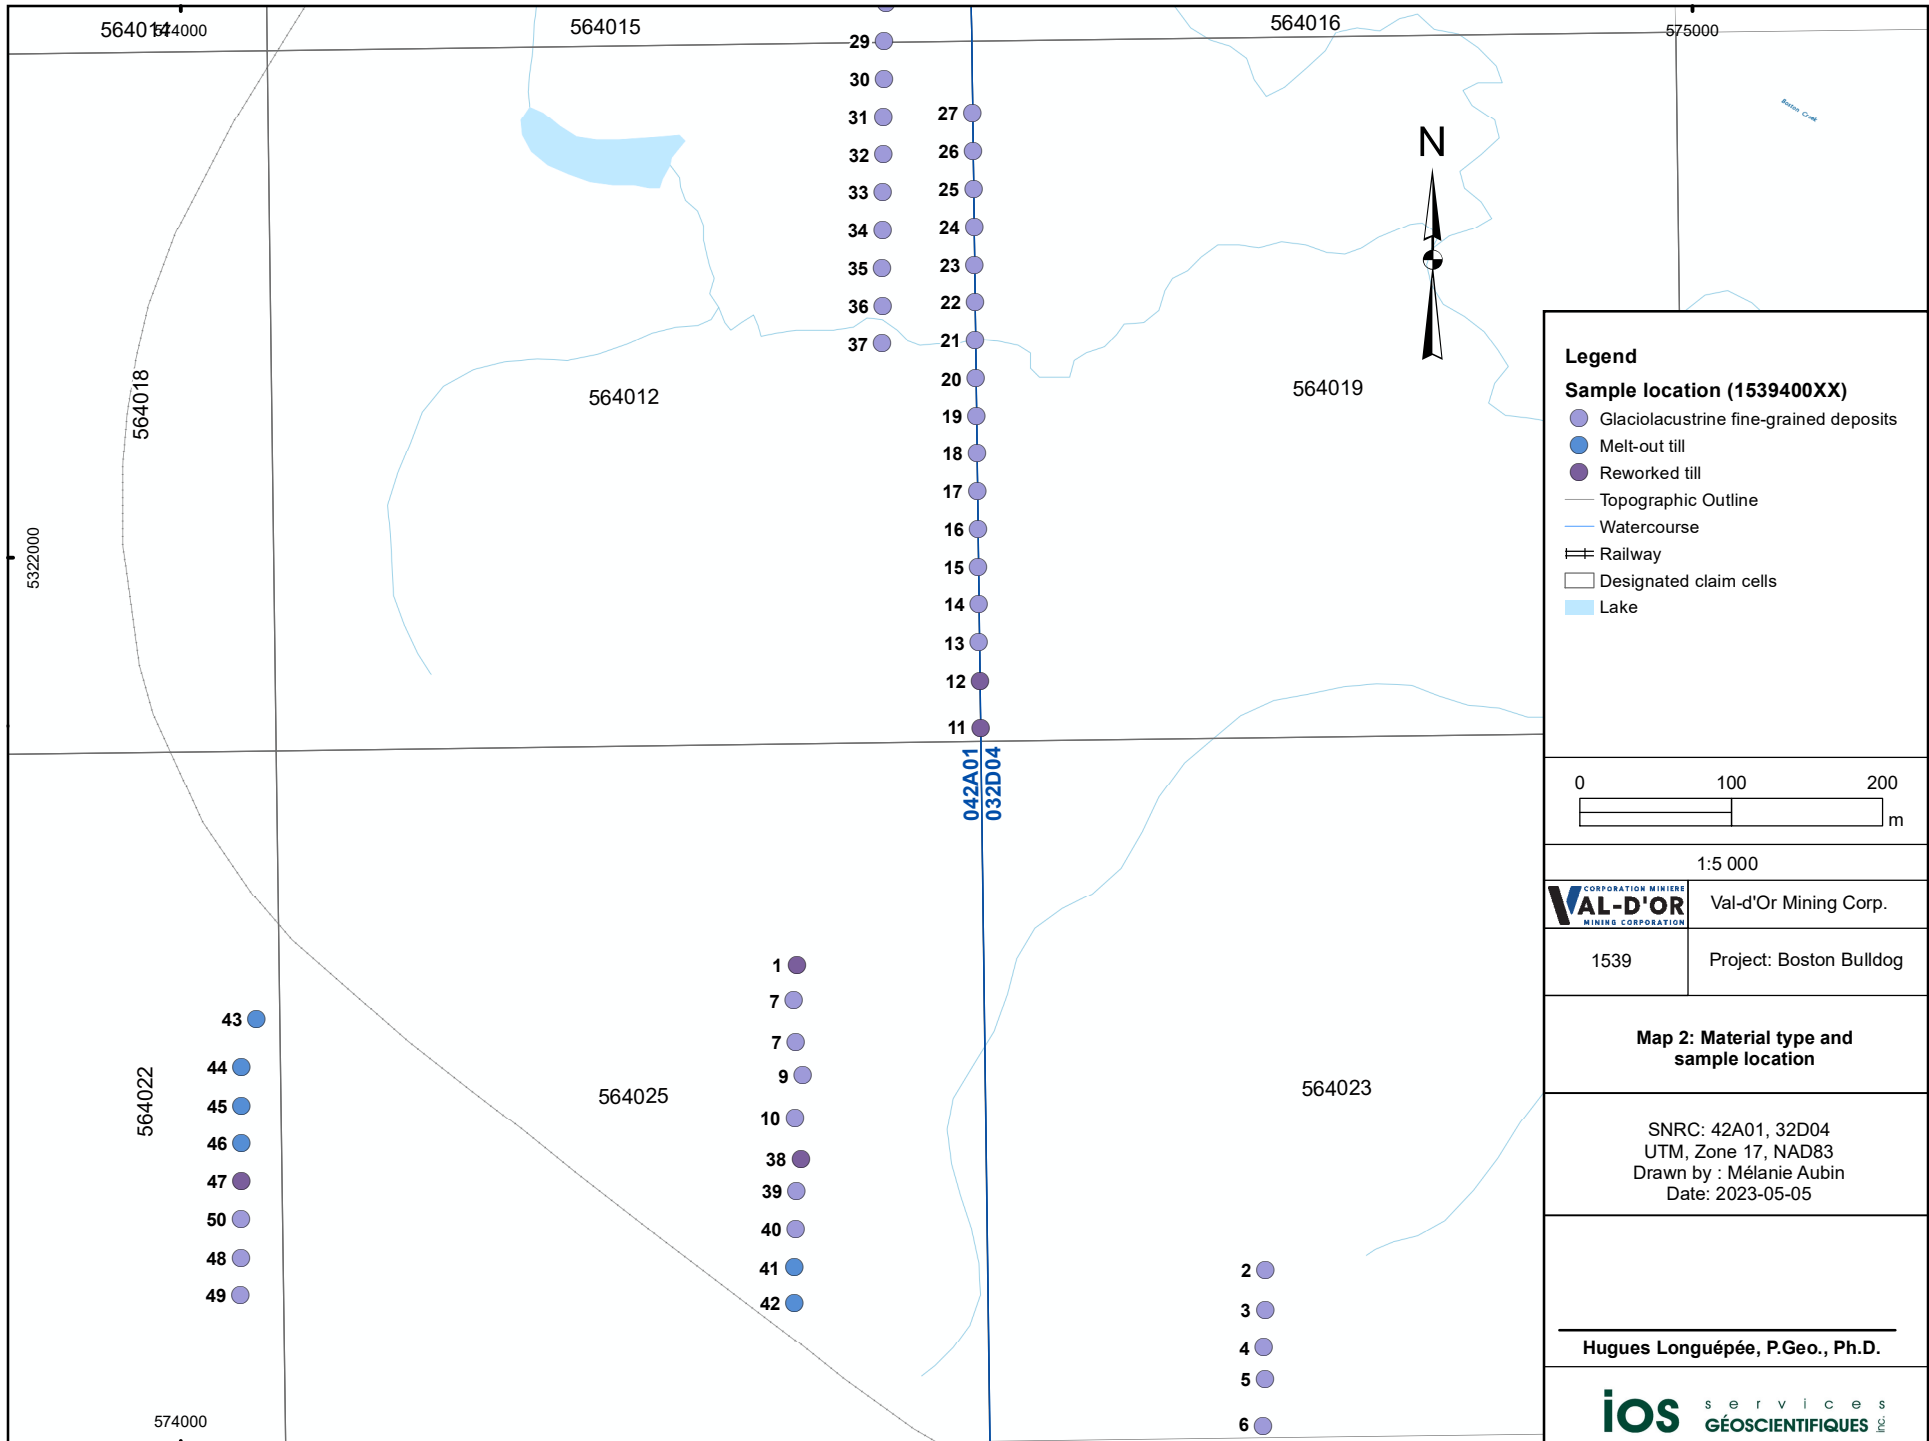 564014
574000
564015
564016
575000
29
30
31
27
Boston Creek
32
26
N
33
25
34
24
35
23
36
22
37
21
20
564018
564012
564019
19
18
17
16
5322000
15
14
13
12
11
042A01
032D04
1
7
43
7
44
9
564022
564025
564023
45
10
46
38
47
39
50
40
48
41
2
49
42
3
4
5
574000
6
Legend
Sample location (1539400XX)
Glaciolacustrine fine-grained deposits
Melt-out till
Reworked till
Topographic Outline
Watercourse
Railway
Designated claim cells
Lake
0 100 200
m
1:5 000
CORPORATION MINIÈRE
VAL-D'OR
MINING CORPORATION
Val-d'Or Mining Corp.
1539
Project: Boston Bulldog
Map 2: Material type and
sample location
SNRC: 42A01, 32D04
UTM, Zone 17, NAD83
Drawn by : Mélanie Aubin
Date: 2023-05-05
Hugues Longuépée, P.Geo., Ph.D.
ios
services
GÉOSCIENTIFIQUES
inc.